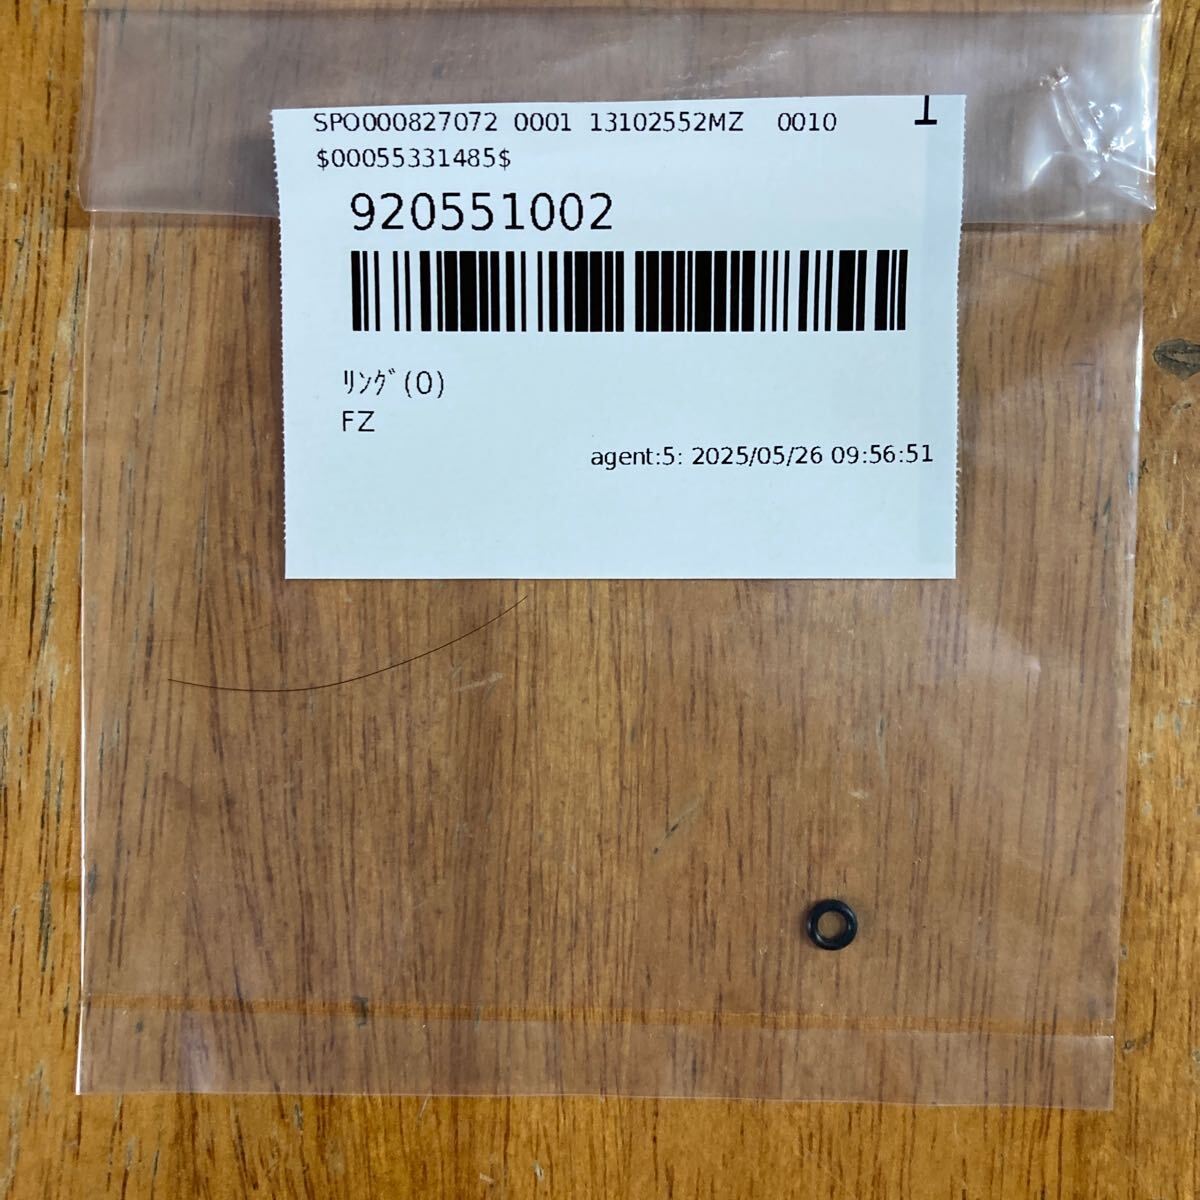 SPO000827072 0001 13102552MZ 0010
$00055331485$
920551002
ﾘﾝｸﾞ(O)
FZ
agent:5: 2025/05/26 09:56:51